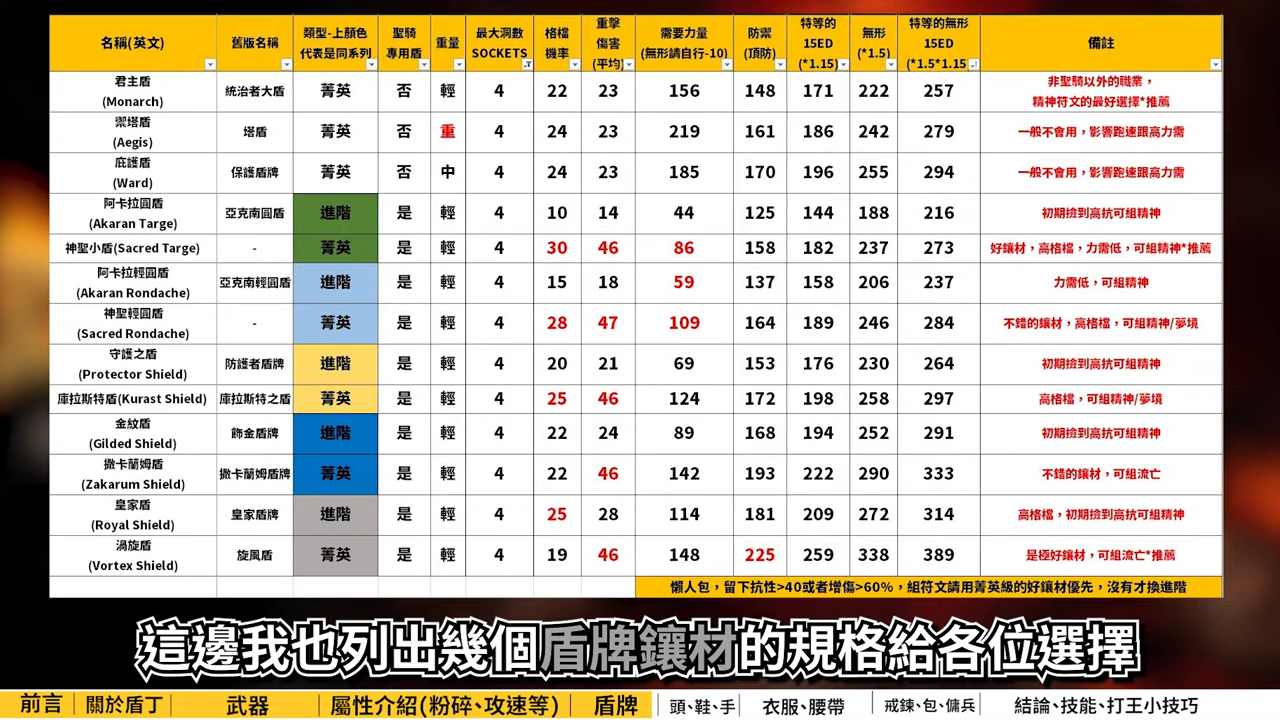 名稱(英文) 舊版名稱 類型-上顏色 代表是同系列 聖騎 專用盾 重量 最大洞數 SOCKETS 格檔 機率 重擊 傷害 (平均) 需要力量 (無形請自行-10) 防禦 (頂防) 特等的 15ED (*1.15) 無形 (*1.5) 特等的無形 15ED (*1.5*1.15 備註
君主盾 (Monarch) 統治者大盾 菁英 否 輕 4 22 23 156 148 171 222 257 非聖騎以外的職業， 精神符文的最好選擇*推薦
禦塔盾 (Aegis) 塔盾 菁英 否 重 4 24 23 219 161 186 242 279 一般不會用，影響跑速跟高力需
庇護盾 (Ward) 保護盾牌 菁英 否 中 4 24 23 185 170 196 255 294 一般不會用，影響跑速跟高力需
阿卡拉圓盾 (Akaran Targe) 亞克南圓盾 進階 是 輕 4 10 14 44 125 144 188 216 初期撿到高抗可組精神
神聖小盾(Sacred Targe) - 菁英 是 輕 4 30 46 86 158 182 237 273 好鑲材，高格檔，力需低，可組精神*推薦
阿卡拉輕圓盾 (Akaran Rondache) 亞克南輕圓盾 進階 是 輕 4 15 18 59 137 158 206 237 力需低，可組精神
神聖輕圓盾 (Sacred Rondache) - 菁英 是 輕 4 28 47 109 164 189 246 284 不錯的鑲材，高格檔，可組精神/夢境
守護之盾 (Protector Shield) 防護者盾牌 進階 是 輕 4 20 21 69 153 176 230 264 初期撿到高抗可組精神
庫拉斯特盾(Kurast Shield) 庫拉斯特之盾 菁英 是 輕 4 25 46 124 172 198 258 297 高格檔，可組精神/夢境
金紋盾 (Gilded Shield) 飾金盾牌 進階 是 輕 4 22 24 89 168 194 252 291 初期撿到高抗可組精神
撒卡蘭姆盾 (Zakarum Shield) 撒卡蘭姆盾牌 菁英 是 輕 4 22 46 142 193 222 290 333 不錯的鑲材，可組流亡
皇家盾 (Royal Shield) 皇家盾牌 進階 是 輕 4 25 28 114 181 209 272 314 高格檔，初期撿到高抗可組精神
渦旋盾 (Vortex Shield) 旋風盾 菁英 是 輕 4 19 46 148 225 259 338 389 是極好鑲材，可組流亡*推薦
懶人包，留下抗性>40或者增傷>60%，組符文請用菁英級的好鑲材優先，沒有才換進階
這邊我也列出幾個盾牌鑲材的規格給各位選擇
前言 關於盾丁 武器 屬性介紹(粉碎、攻速等) 盾牌 頭、鞋、手 衣服、腰帶 戒鍊、包、傭兵 結論、技能、打王小技巧